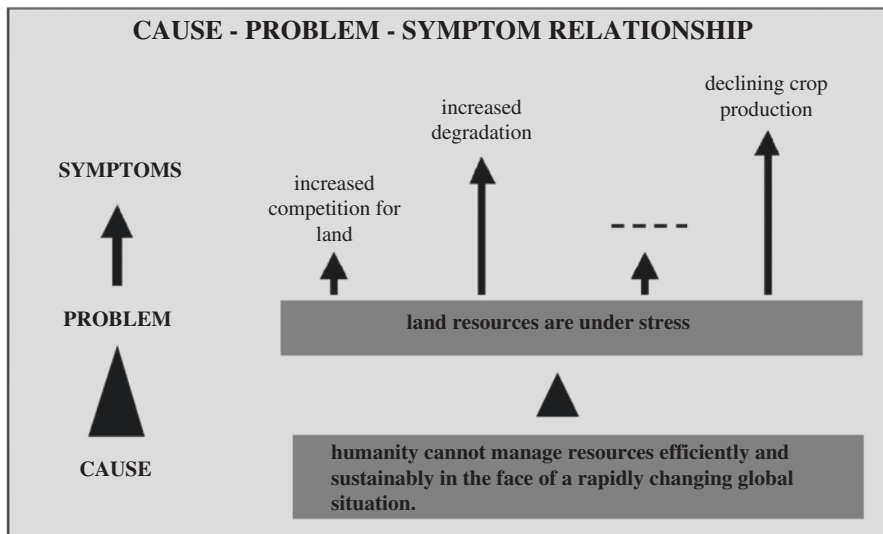 CAUSE - PROBLEM - SYMPTOM RELATIONSHIP
declining crop
production
increased
degradation
SYMPTOMS
increased
competition for
land
PROBLEM
land resources are under stress
CAUSE
humanity cannot manage resources efficiently and
sustainably in the face of a rapidly changing global
situation.